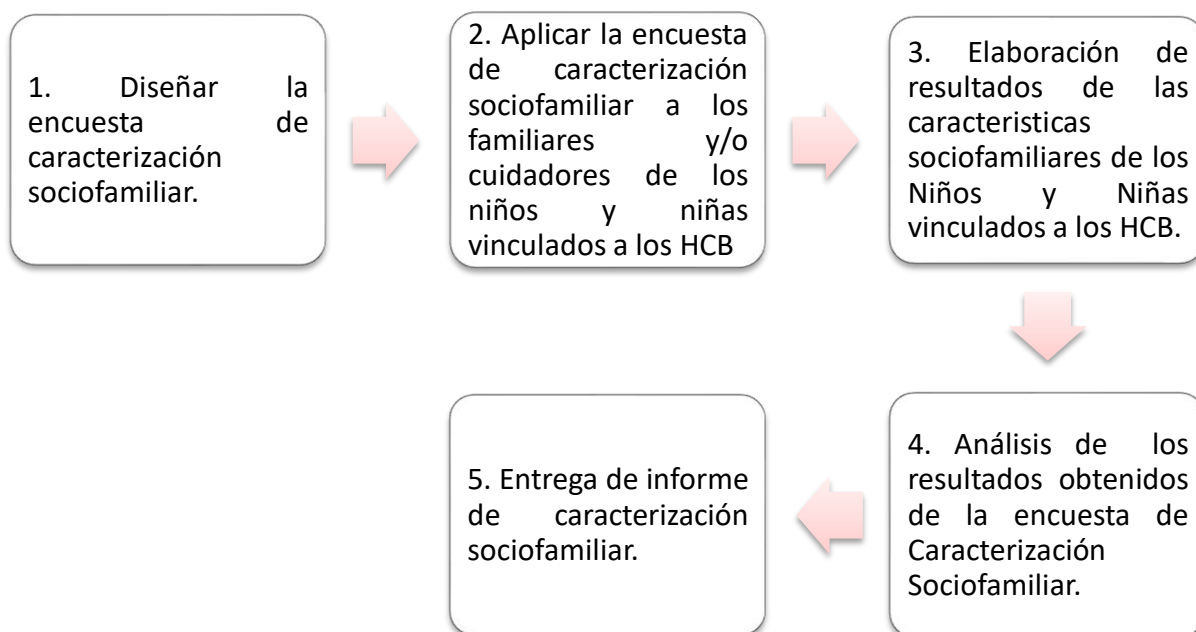 1. Diseñar la
encuesta de
caracterización
sociofamiliar.
2. Aplicar la encuesta
de caracterización
sociofamiliar a los
familiares y/o
cuidadores de los
niños y niñas
vinculados a los HCB
3. Elaboración de
resultados de las
caracteristicas
sociofamiliares de los
Niños y Niñas
vinculados a los HCB.
4. Análisis de los
resultados obtenidos
de la encuesta de
Caracterización
Sociofamiliar.
5. Entrega de informe
de caracterización
sociofamiliar.